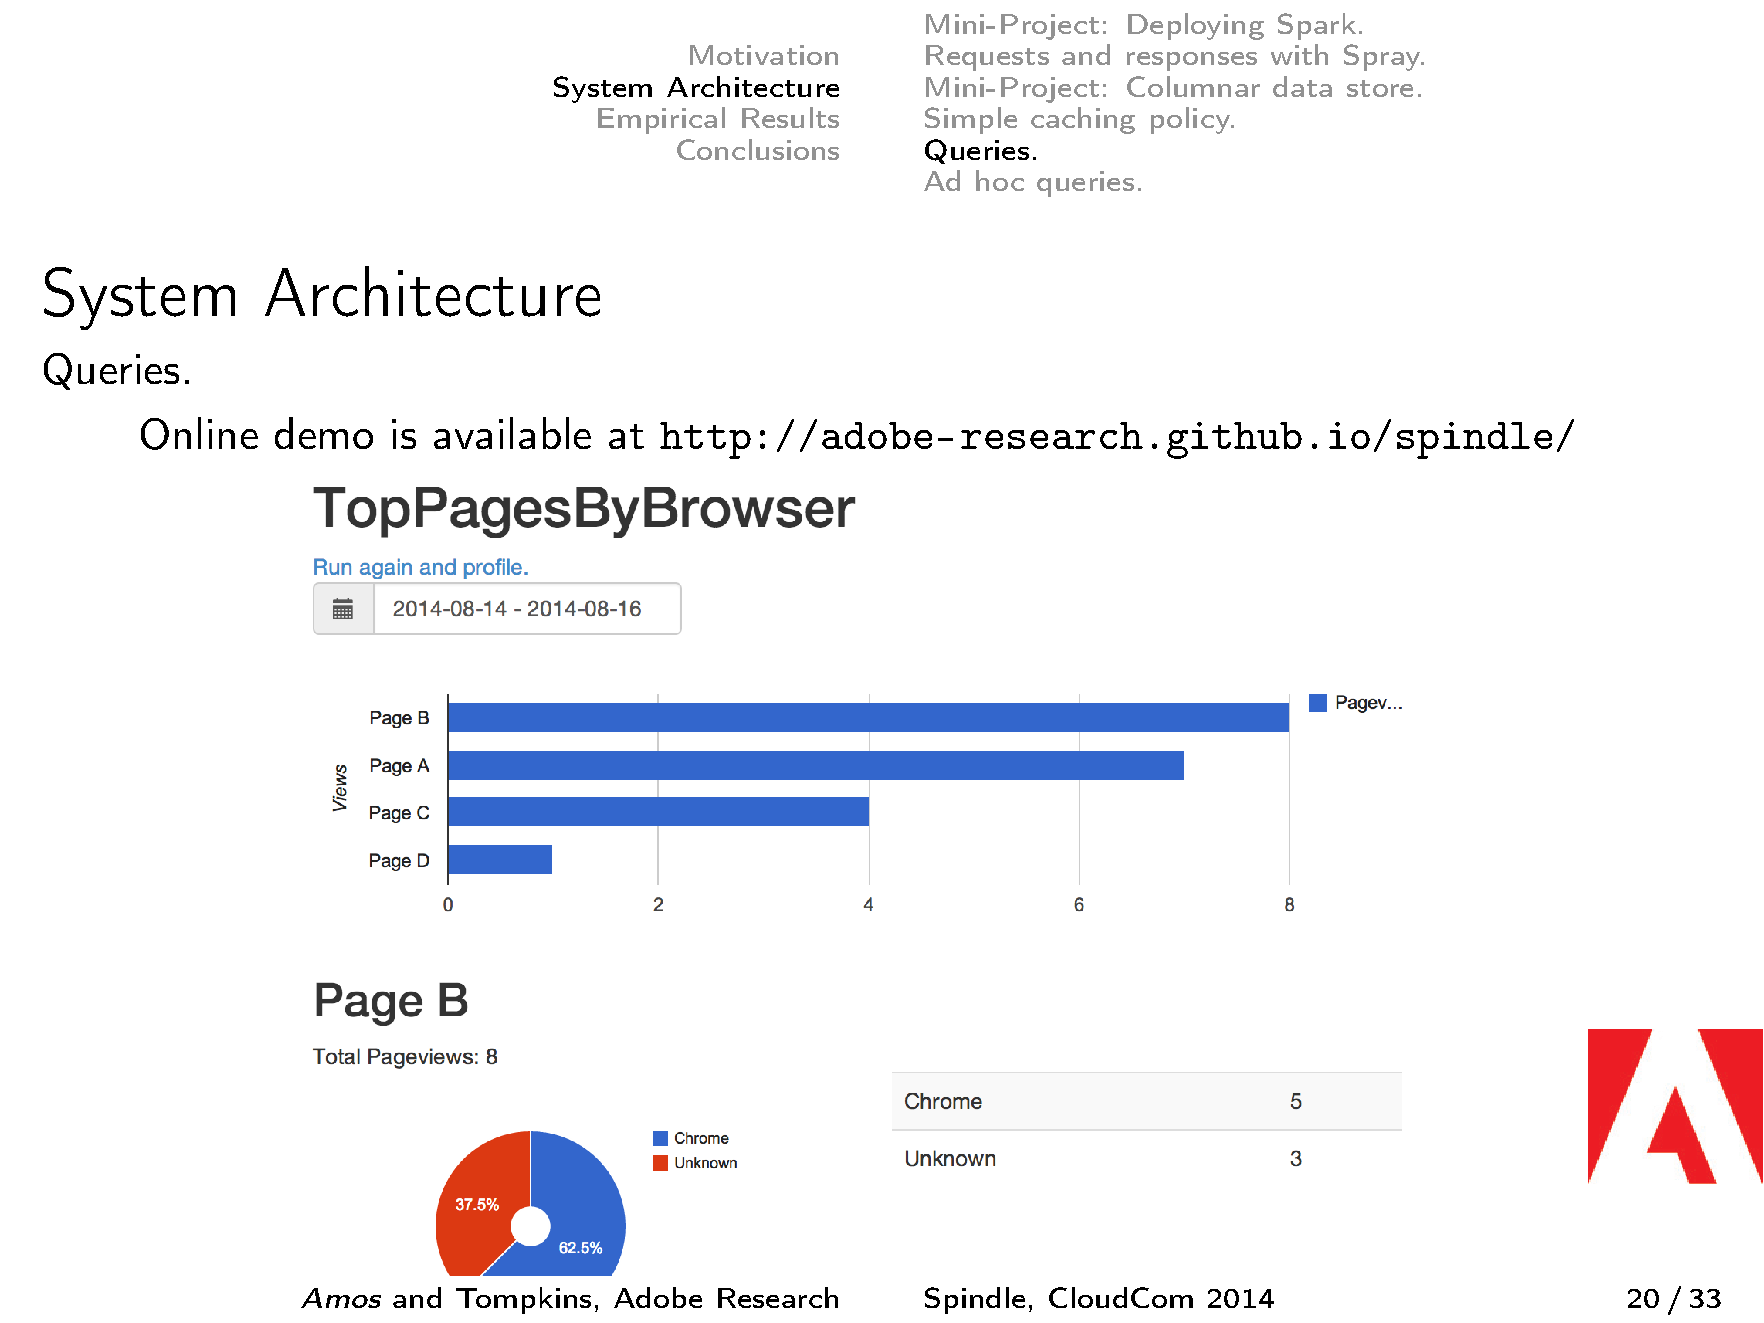 Motivation
System Architecture
Empirical Results
Conclusions
Mini-Project: Deploying Spark.
Requests and responses with Spray.
Mini-Project: Columnar data store.
Simple caching policy.
Queries.
Ad hoc queries.
System Architecture
Queries.
Online demo is available at http://adobe-research.github.io/spindle/
TopPagesByBrowser
Run again and profile.
2014-08-14 - 2014-08-16
Pagev...
Views
Page B
Page A
Page C
Page D
0 2 4 6 8
Page B
Total Pageviews: 8
Chrome
Unknown
37.5%
62.5%
Chrome 5
Unknown 3
Amos and Tompkins, Adobe Research Spindle, CloudCom 2014 20 / 33